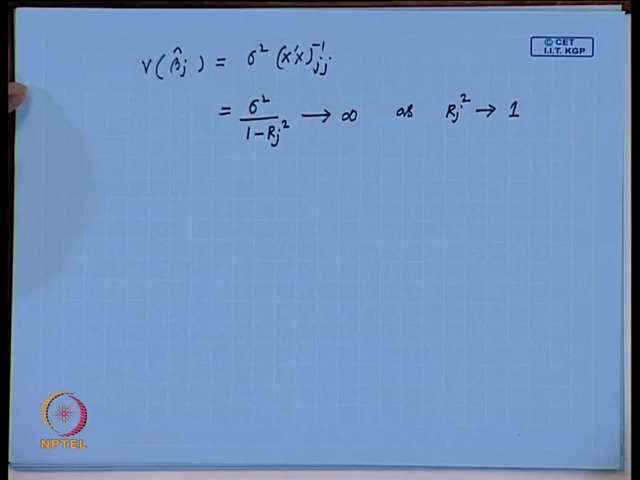 © CET
I.I.T. KGP
V(β̂j) = σ² (X'X)⁻¹jj
= σ² / (1 − Rj²) → ∞ as Rj² → 1
NPTEL